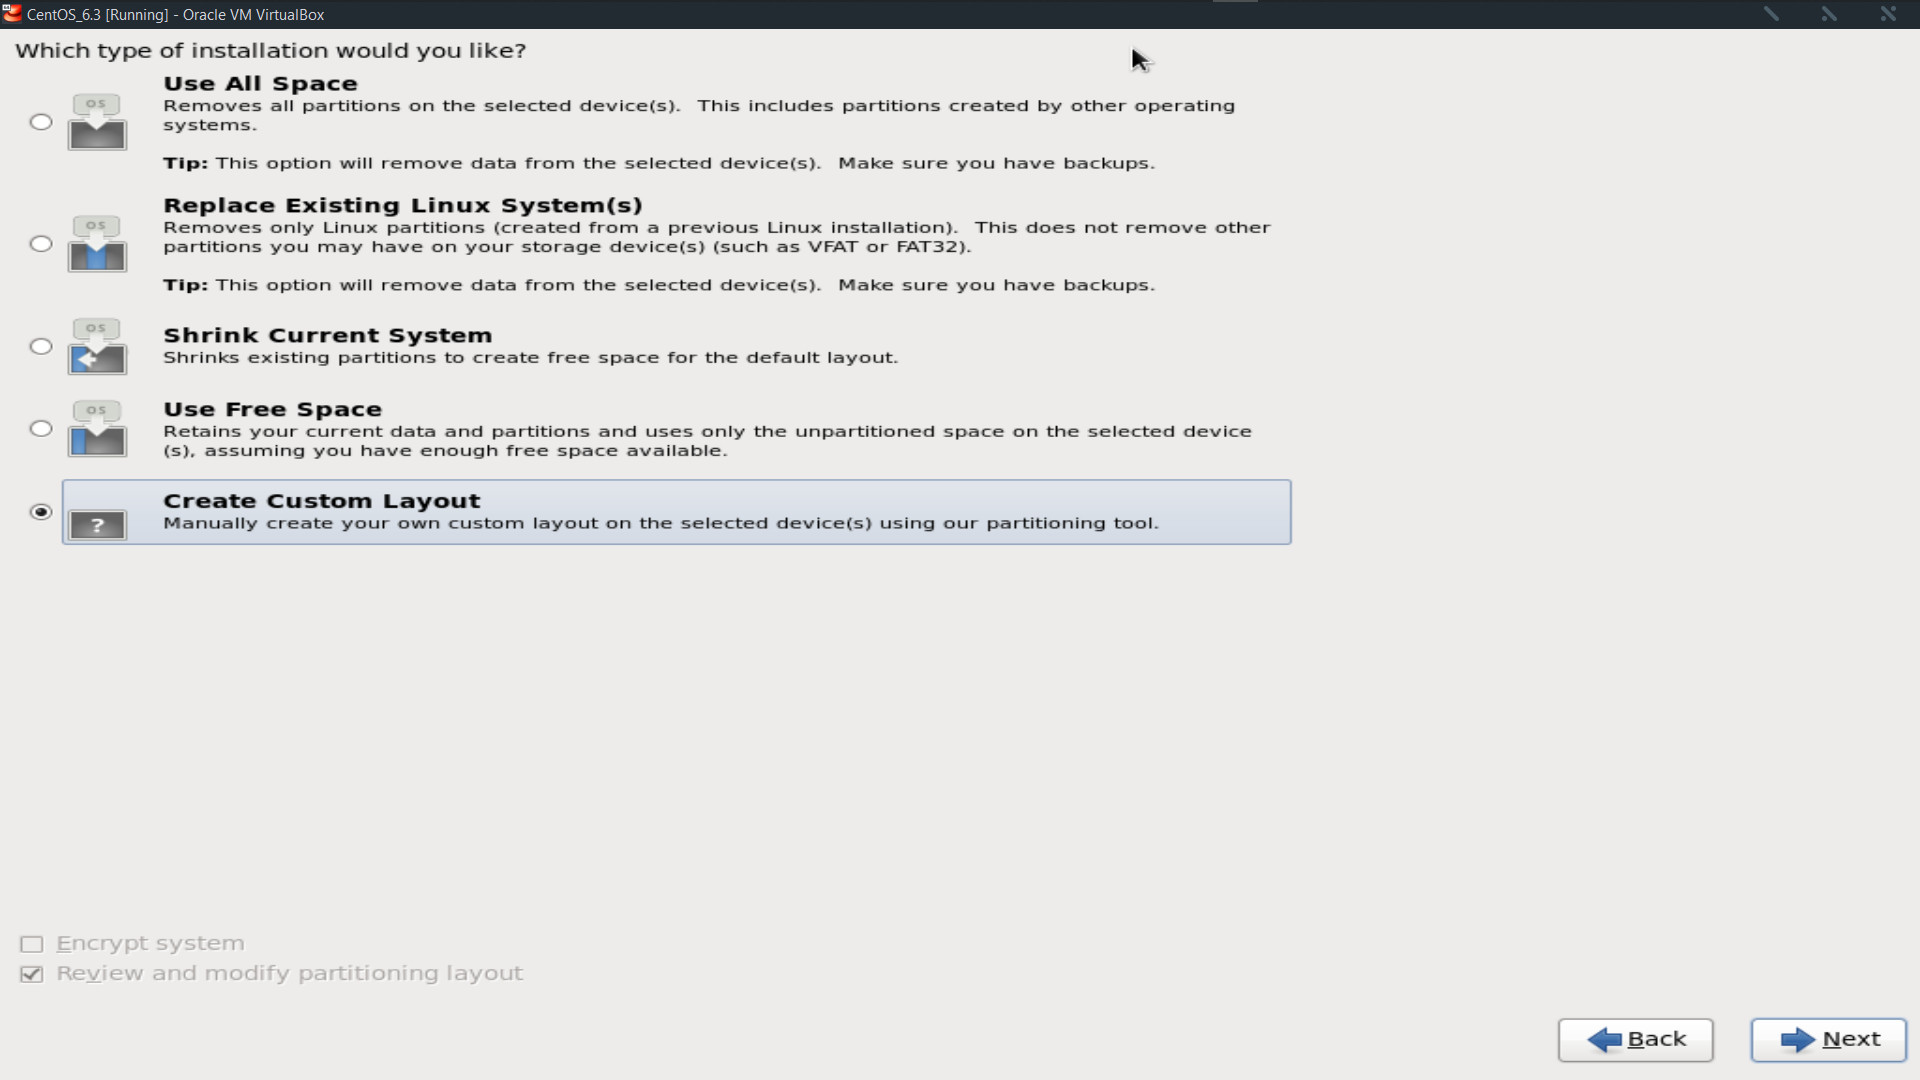 CentOS_6.3 [Running] - Oracle VM VirtualBox
Which type of installation would you like?
Use All Space
Removes all partitions on the selected device(s).  This includes partitions created by other operating
systems.
Tip: This option will remove data from the selected device(s).  Make sure you have backups.
Replace Existing Linux System(s)
Removes only Linux partitions (created from a previous Linux installation).  This does not remove other
partitions you may have on your storage device(s) (such as VFAT or FAT32).
Tip: This option will remove data from the selected device(s).  Make sure you have backups.
Shrink Current System
Shrinks existing partitions to create free space for the default layout.
Use Free Space
Retains your current data and partitions and uses only the unpartitioned space on the selected device
(s), assuming you have enough free space available.
Create Custom Layout
Manually create your own custom layout on the selected device(s) using our partitioning tool.
OS
OS
OS
OS
?
Encrypt system
Review and modify partitioning layout
Back
Next